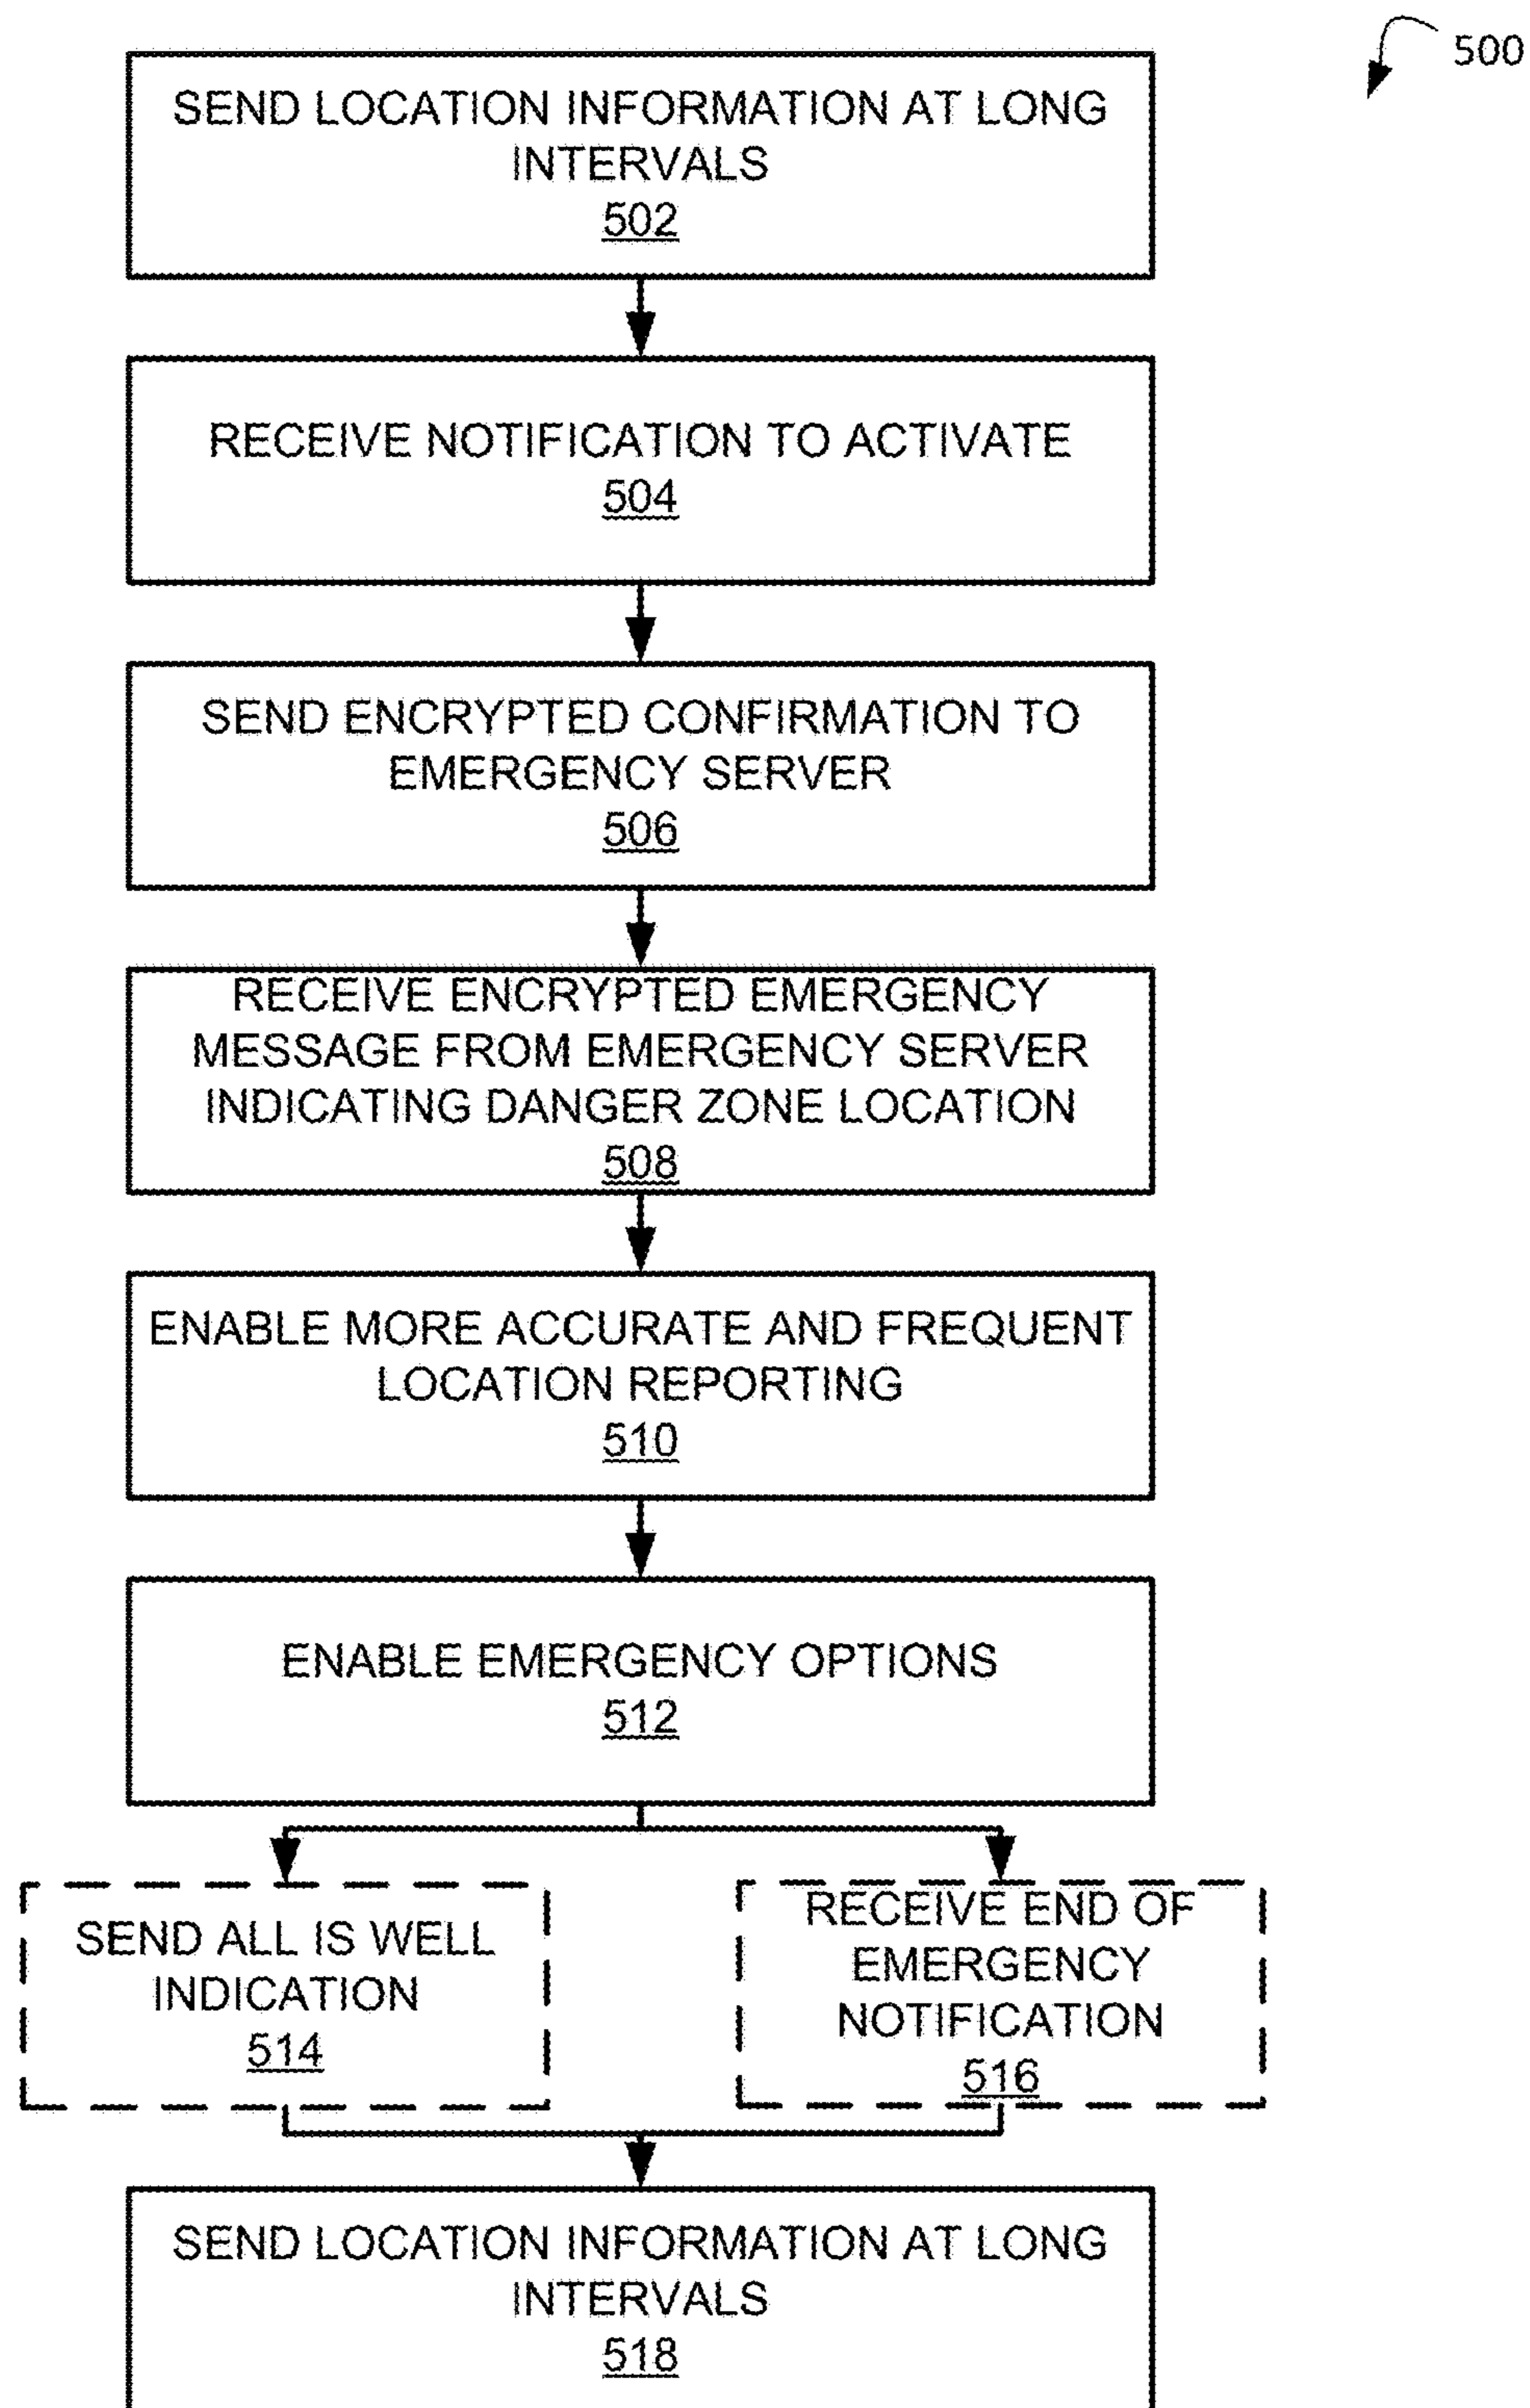 500
SEND LOCATION INFORMATION AT LONG
INTERVALS
502
RECEIVE NOTIFICATION TO ACTIVATE
504
SEND ENCRYPTED CONFIRMATION TO
EMERGENCY SERVER
506
RECEIVE ENCRYPTED EMERGENCY
MESSAGE FROM EMERGENCY SERVER
INDICATING DANGER ZONE LOCATION
508
ENABLE MORE ACCURATE AND FREQUENT
LOCATION REPORTING
510
ENABLE EMERGENCY OPTIONS
512
SEND ALL IS WELL
INDICATION
514
RECEIVE END OF
EMERGENCY
NOTIFICATION
516
SEND LOCATION INFORMATION AT LONG
INTERVALS
518